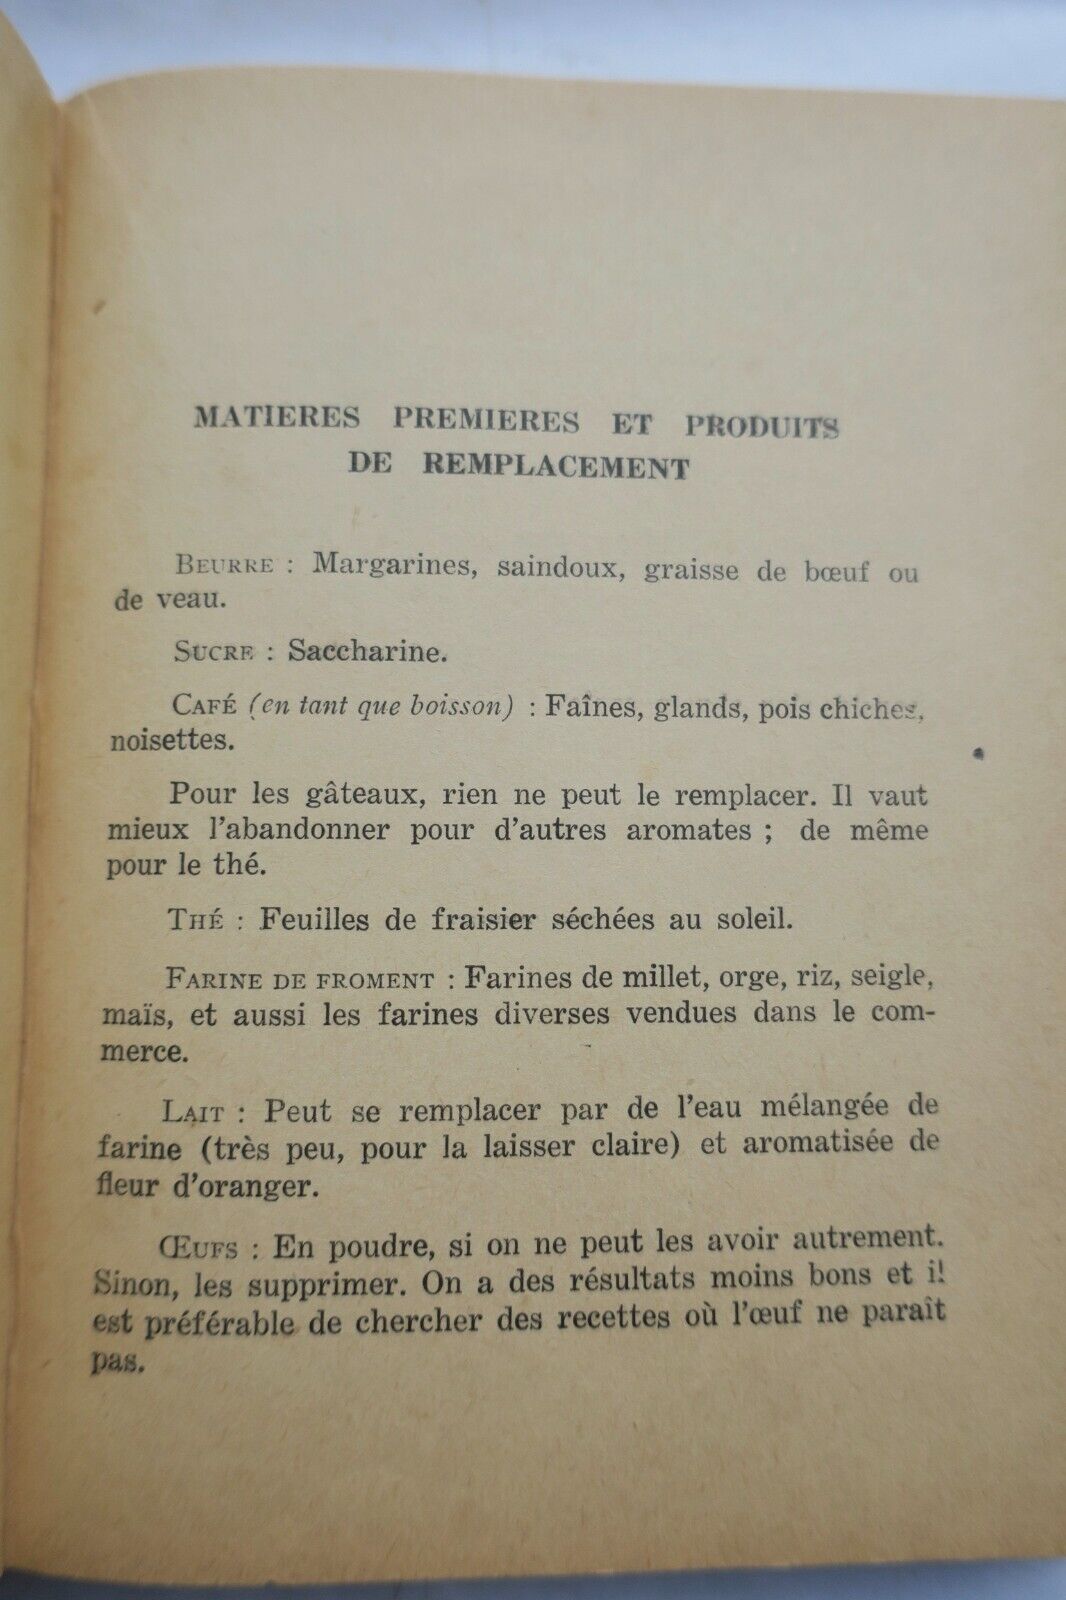 MATIERES PREMIERES ET PRODUITS
DE REMPLACEMENT
BEURRE : Margarines, saindoux, graisse de bœuf ou
de veau.
SUCRE : Saccharine.
CAFÉ (en tant que boisson) : Faînes, glands, pois chiches,
noisettes.
Pour les gâteaux, rien ne peut le remplacer. Il vaut
mieux l'abandonner pour d'autres aromates ; de même
pour le thé.
THÉ : Feuilles de fraisier séchées au soleil.
FARINE DE FROMENT : Farines de millet, orge, riz, seigle,
maïs, et aussi les farines diverses vendues dans le com-
merce.
LAIT : Peut se remplacer par de l'eau mélangée de
farine (très peu, pour la laisser claire) et aromatisée de
fleur d'oranger.
ŒUFS : En poudre, si on ne peut les avoir autrement.
Sinon, les supprimer. On a des résultats moins bons et il
est préférable de chercher des recettes où l'œuf ne paraît
pas.